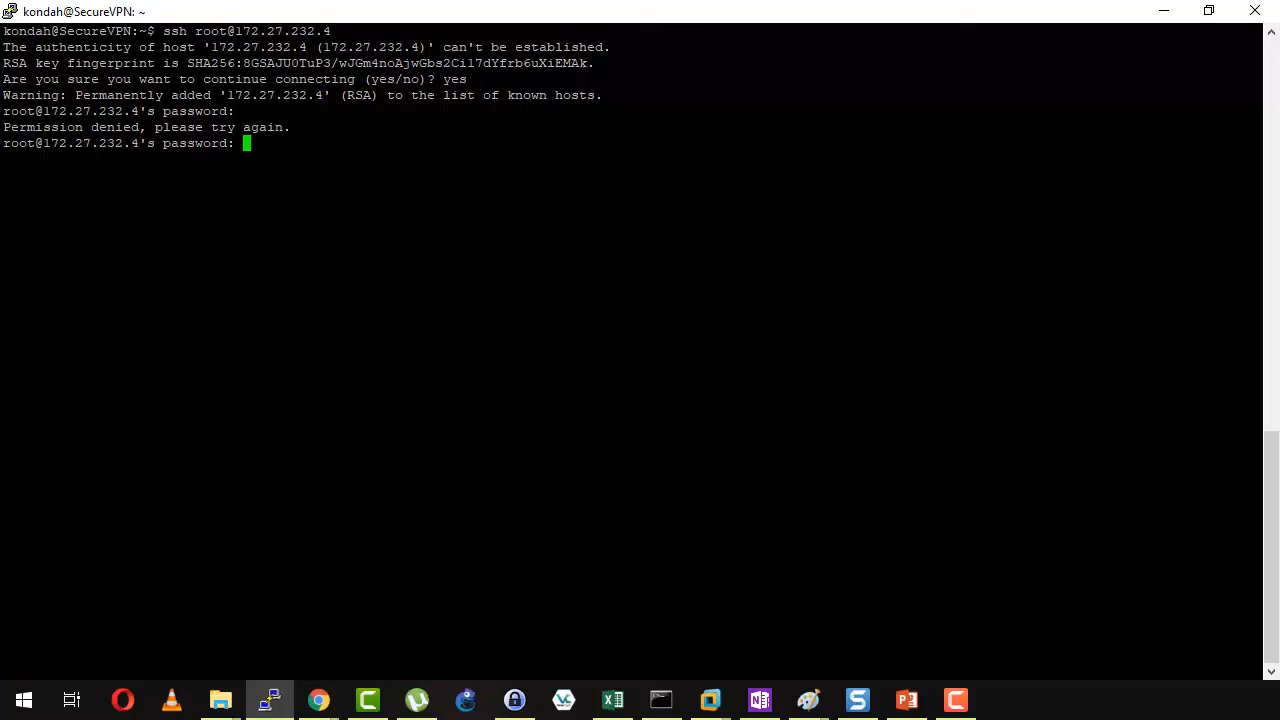 kondah@SecureVPN: ~
kondah@SecureVPN:~$ ssh root@172.27.232.4
The authenticity of host '172.27.232.4 (172.27.232.4)' can't be established.
RSA key fingerprint is SHA256:8GSAJU0TuP3/wJGm4noAjwGbs2Ci17dYfrb6uXiEMAk.
Are you sure you want to continue connecting (yes/no)? yes
Warning: Permanently added '172.27.232.4' (RSA) to the list of known hosts.
root@172.27.232.4's password:
Permission denied, please try again.
root@172.27.232.4's password: